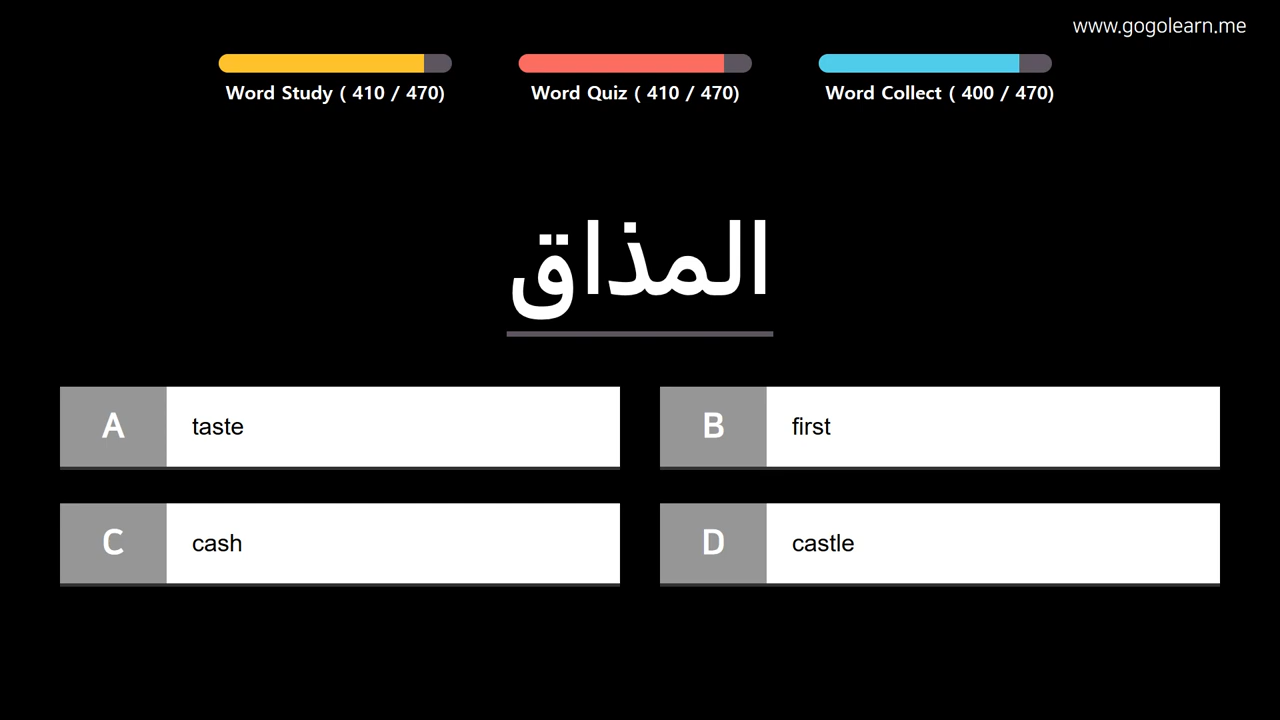 www.gogolearn.me
Word Study ( 410 / 470)
Word Quiz ( 410 / 470)
Word Collect ( 400 / 470)
المذاق
A taste
B first
C cash
D castle